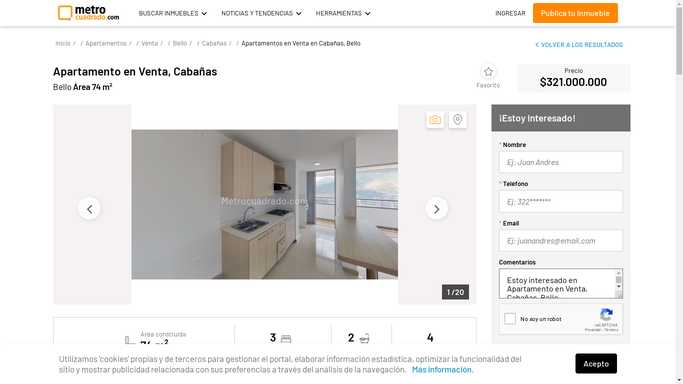 metro
cuadrado.com
BUSCAR INMUEBLES
NOTICIAS Y TENDENCIAS
HERRAMIENTAS
INGRESAR
Publica tu Inmueble
Inicio / Apartamentos / Venta / Bello / Cabañas / Apartamentos en Venta en Cabañas, Bello
VOLVER A LOS RESULTADOS
Apartamento en Venta, Cabañas
Bello Area 74 m²
Favorito
Precio
$321.000.000
Metrocuadrado.com
1 / 20
¡Estoy Interesado!
* Nombre
Ej: Juan Andres
* Teléfono
Ej: 322*******
* Email
Ej: juanandres@email.com
Comentarios
Estoy interesado en
Apartamento en Venta,
Cabañas, Bello
No soy un robot
reCAPTCHA
Privacidad - Términos
Área construida
74 m²
3
2
4
Utilizamos 'cookies' propias y de terceros para gestionar el portal, elaborar información estadística, optimizar la funcionalidad del
sitio y mostrar publicidad relacionada con sus preferencias a través del análisis de la navegación. Más información.
Acepto